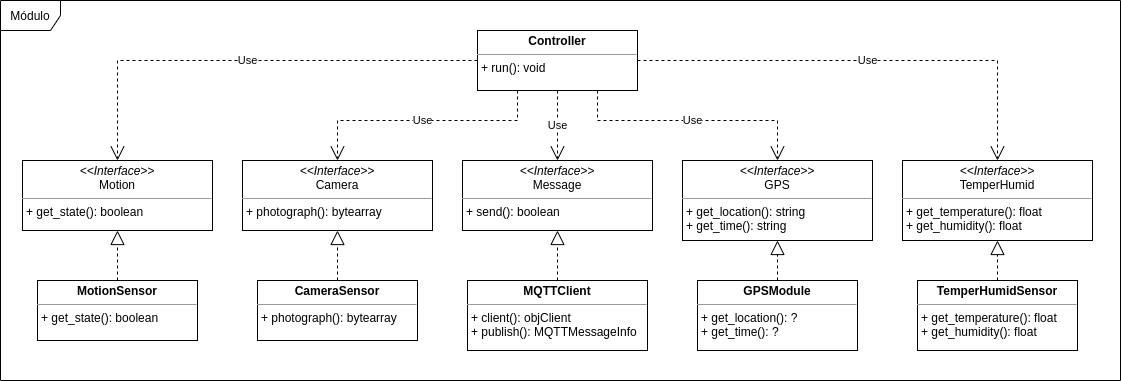 Módulo
Controller
+ run(): void
Use
Use
Use
Use
Use
<<Interface>>
Motion
+ get_state(): boolean
<<Interface>>
Camera
+ photograph(): bytearray
<<Interface>>
Message
+ send(): boolean
<<Interface>>
GPS
+ get_location(): string
+ get_time(): string
<<Interface>>
TemperHumid
+ get_temperature(): float
+ get_humidity(): float
MotionSensor
+ get_state(): boolean
CameraSensor
+ photograph(): bytearray
MQTTClient
+ client(): objClient
+ publish(): MQTTMessageInfo
GPSModule
+ get_location(): ?
+ get_time(): ?
TemperHumidSensor
+ get_temperature(): float
+ get_humidity(): float